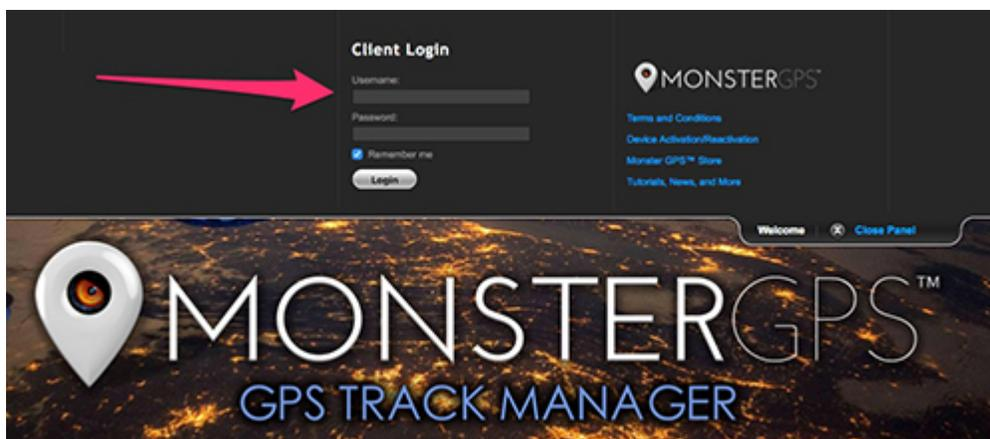 Client Login
Username:
Password:
Remember me
Login
MONSTERGPS™
Terms and Conditions
Device Activation/Reactivation
Monster GPS™ Store
Tutorials, News, and More
Welcome
Close Panel
MONSTERGPS™
GPS TRACK MANAGER